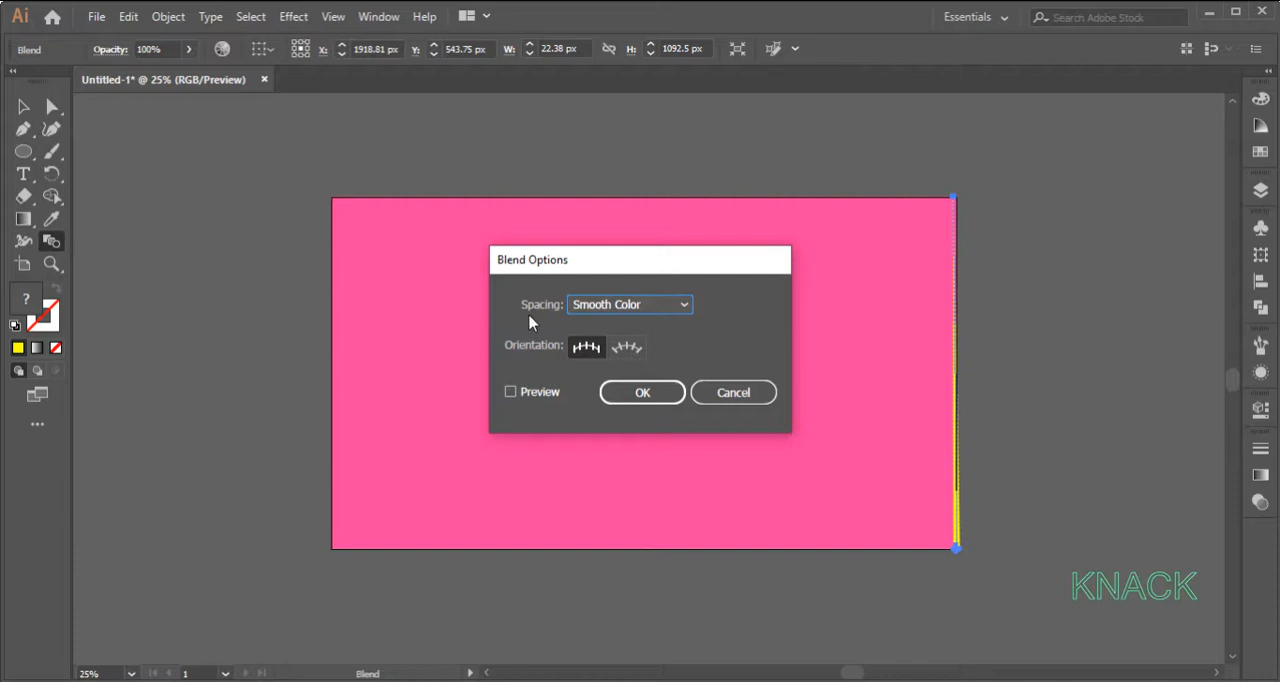 Ai File Edit Object Type Select Effect View Window Help Essentials Search Adobe Stock
Blend Opacity: 100% X: 1918.81 px Y: 543.75 px W: 22.38 px H: 1092.5 px
Untitled-1* @ 25% (RGB/Preview) ×
Blend Options
Spacing: Smooth Color
Orientation:
Preview OK Cancel
T
?
KNACK
25% 1 Blend